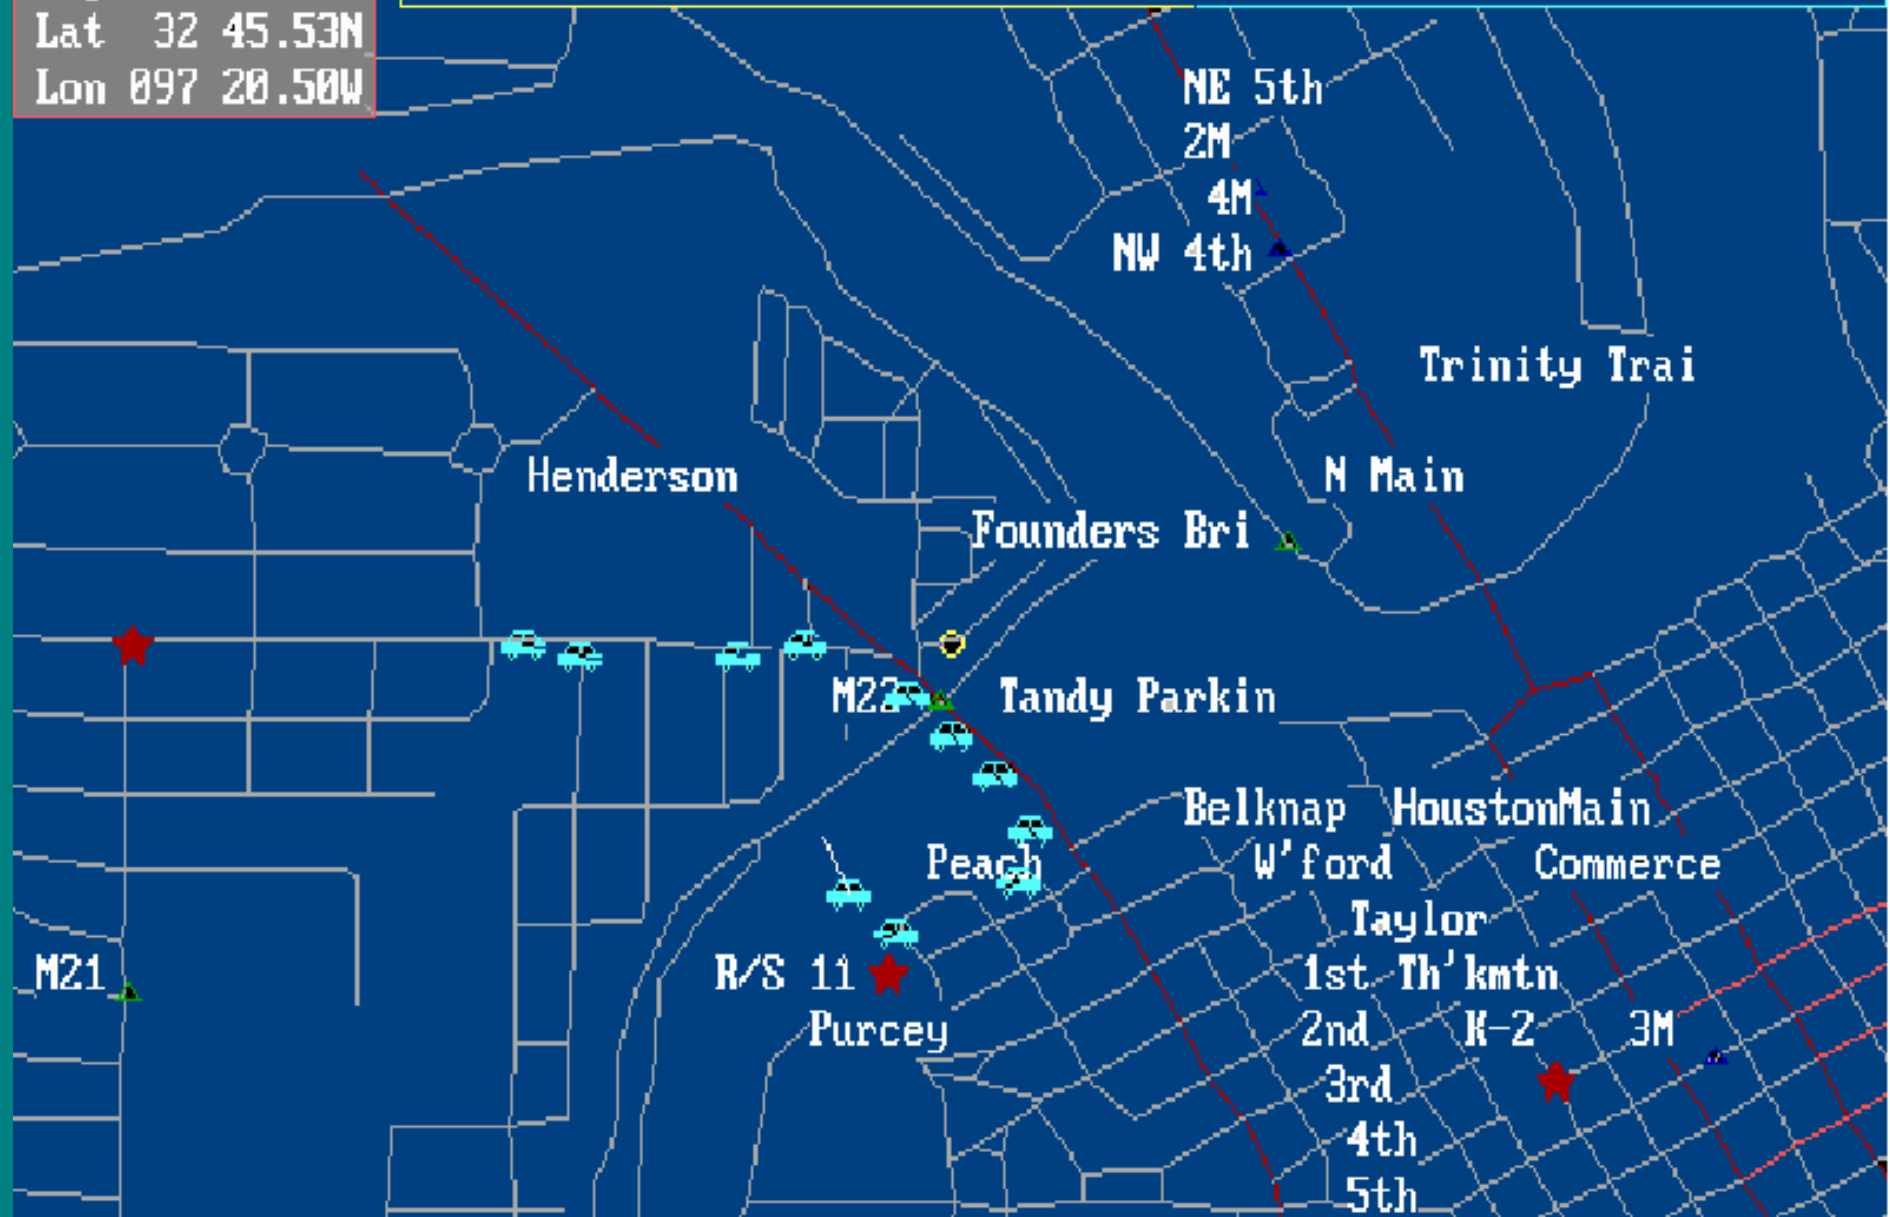 Lat 32 45.53N
Lon 097 20.50W
NE 5th
2M
4M
NW 4th
Trinity Trai
Henderson
N Main
Founders Bri
M22
Tandy Parkin
Belknap HoustonMain
Peach
W'ford
Commerce
Taylor
M21
R/S 11
1st Th'kmtn
Purcey
2nd K-2 3M
3rd
4th
5th